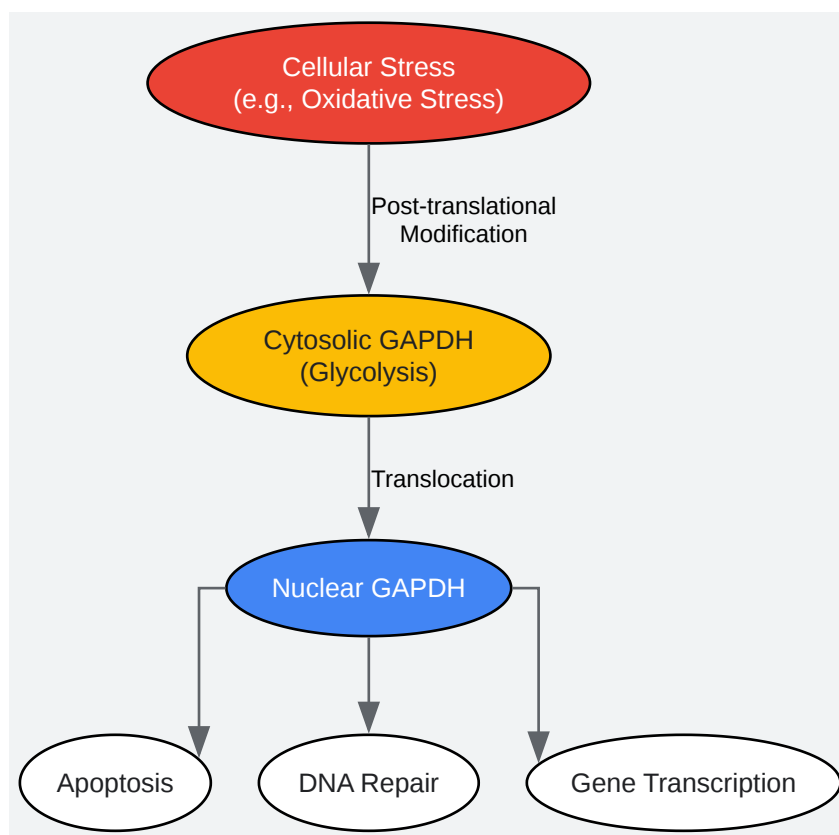 Cellular Stress
(e.g., Oxidative Stress)
Post-translational
Modification
Cytosolic GAPDH
(Glycolysis)
Translocation
Nuclear GAPDH
Apoptosis
DNA Repair
Gene Transcription